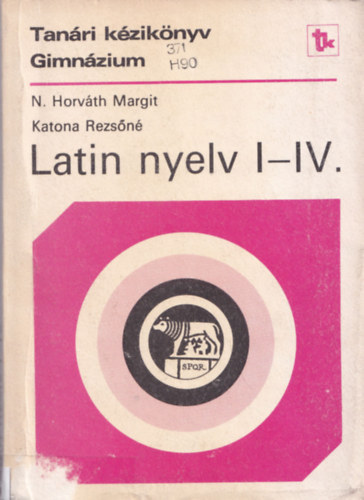 Tanári kézikönyv
Gimnázium
371
H90
tk
N. Horváth Margit
Katona Rezsőné
Latin nyelv I–IV.
SPQR